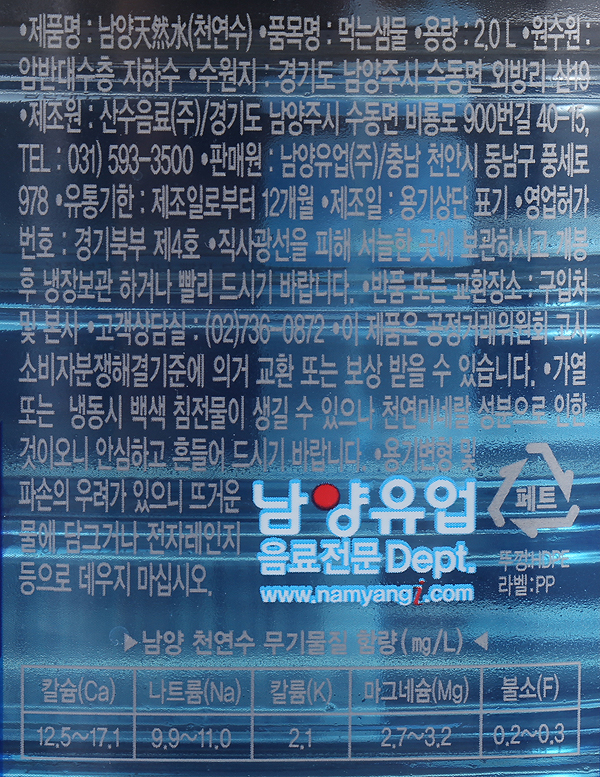 •제품명 : 남양天然水(천연수) •품목명 : 먹는샘물 •용량 : 2.0 L •원수원 :
암반대수층 지하수 •수원지 : 경기도 남양주시 수동면 외방리 산19
•제조원 : 산수음료(주)/경기도 남양주시 수동면 비룡로 900번길 40-15,
TEL : 031) 593-3500 •판매원 : 남양유업(주)/충남 천안시 동남구 풍세로
978 •유통기한 : 제조일로부터 12개월 •제조일 : 용기상단 표기 •영업허가
번호 : 경기북부 제4호 •직사광선을 피해 서늘한 곳에 보관하시고 개봉
후 냉장보관 하거나 빨리 드시기 바랍니다. •반품 또는 교환장소 : 구입처
및 본사 •고객상담실 : (02)736-0872 •이 제품은 공정거래위원회 고시
소비자분쟁해결기준에 의거 교환 또는 보상 받을 수 있습니다. •가열
또는 냉동시 백색 침전물이 생길 수 있으나 천연미네랄 성분으로 인한
것이오니 안심하고 흔들어 드시기 바랍니다. •용기변형 및
파손의 우려가 있으니 뜨거운
물에 담그거나 전자레인지
등으로 데우지 마십시오.
남양유업
음료전문 Dept.
www.namyangi.com
페트
뚜껑:HDPE
라벨:PP
▶남양 천연수 무기물질 함량(mg/L)◀
칼슘(Ca) 나트륨(Na) 칼륨(K) 마그네슘(Mg) 불소(F)
12.5~17.1 9.9~11.0 2.1 2.7~3.2 0.2~0.3